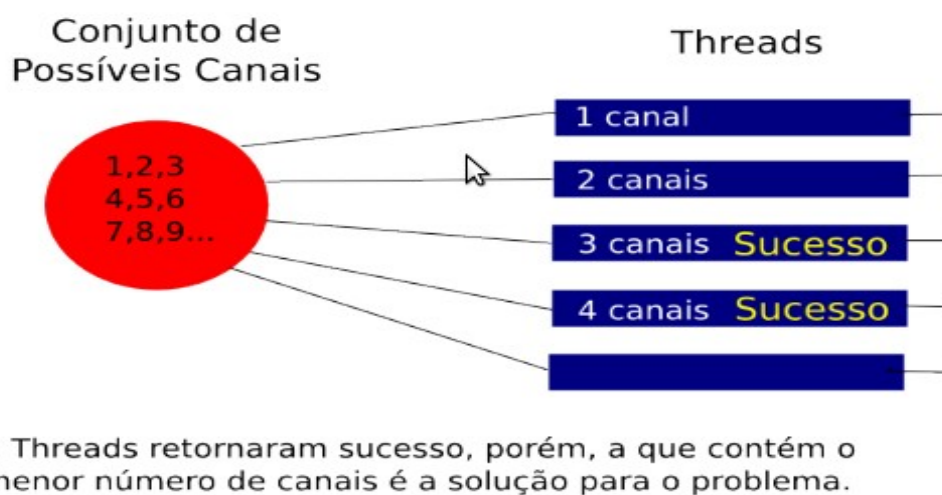 Conjunto de
Possíveis Canais
Threads
1,2,3
4,5,6
7,8,9...
1 canal
2 canais
3 canais Sucesso
4 canais Sucesso
Threads retornaram sucesso, porém, a que contém o
menor número de canais é a solução para o problema.